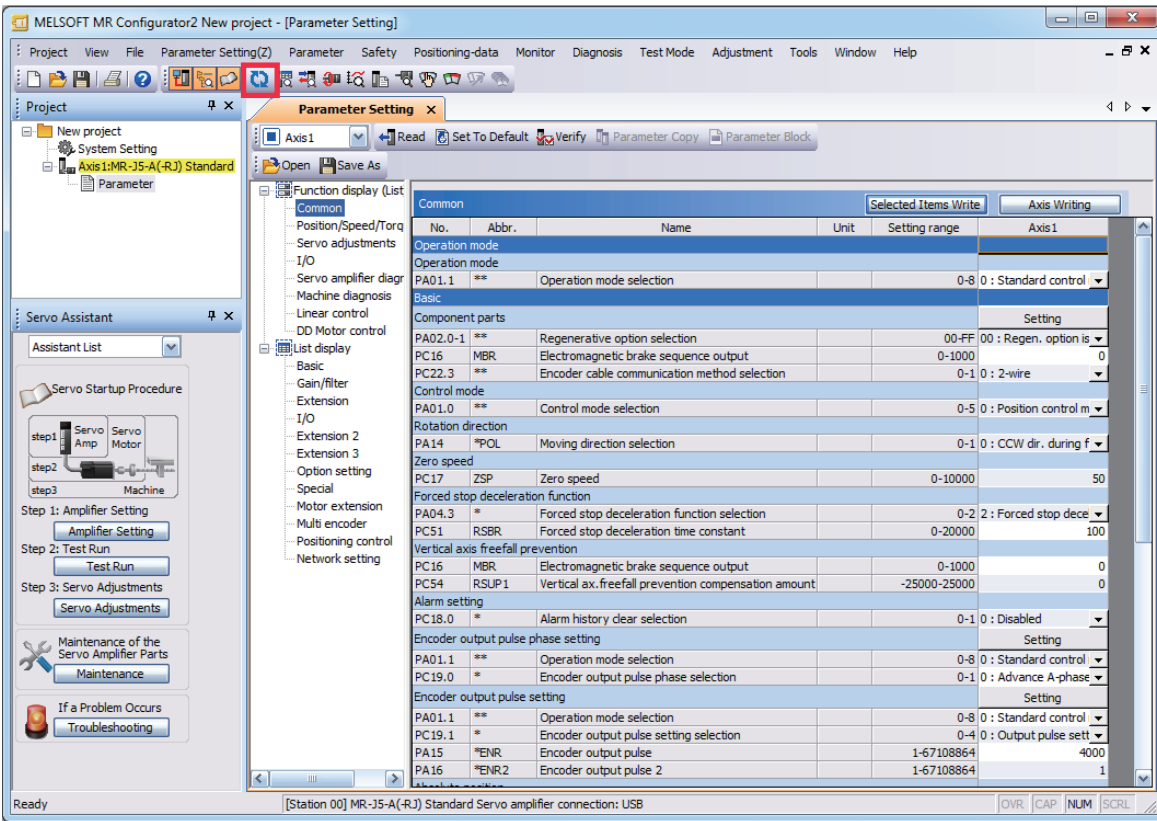 MELSOFT MR Configurator2 New project - [Parameter Setting]
Project View File Parameter Setting(Z) Parameter Safety Positioning-data Monitor Diagnosis Test Mode Adjustment Tools Window Help
Project
New project
System Setting
Axis1:MR-J5-A(-RJ) Standard
Parameter
Servo Assistant
Assistant List
Servo Startup Procedure
step1 Servo Amp Servo Motor
step2
step3 Machine
Step 1: Amplifier Setting
Amplifier Setting
Step 2: Test Run
Test Run
Step 3: Servo Adjustments
Servo Adjustments
Maintenance of the
Servo Amplifier Parts
Maintenance
If a Problem Occurs
Troubleshooting
Parameter Setting
Axis1 Read Set To Default Verify Parameter Copy Parameter Block
Open Save As
Function display (List
Common
Position/Speed/Torq
Servo adjustments
I/O
Servo amplifier diagr
Machine diagnosis
Linear control
DD Motor control
List display
Basic
Gain/filter
Extension
I/O
Extension 2
Extension 3
Option setting
Special
Motor extension
Multi encoder
Positioning control
Network setting
Common Selected Items Write Axis Writing
No. Abbr. Name Unit Setting range Axis1
Operation mode
Operation mode
PA01.1 ** Operation mode selection 0-8 0 : Standard control
Basic
Component parts Setting
PA02.0-1 ** Regenerative option selection 00-FF 00 : Regen. option is
PC16 MBR Electromagnetic brake sequence output 0-1000 0
PC22.3 ** Encoder cable communication method selection 0-1 0 : 2-wire
Control mode
PA01.0 ** Control mode selection 0-5 0 : Position control m
Rotation direction
PA14 *POL Moving direction selection 0-1 0 : CCW dir. during f
Zero speed
PC17 ZSP Zero speed 0-10000 50
Forced stop deceleration function
PA04.3 * Forced stop deceleration function selection 0-2 2 : Forced stop dece
PC51 RSBR Forced stop deceleration time constant 0-20000 100
Vertical axis freefall prevention
PC16 MBR Electromagnetic brake sequence output 0-1000 0
PC54 RSUP1 Vertical ax.freefall prevention compensation amount -25000-25000 0
Alarm setting
PC18.0 * Alarm history clear selection 0-1 0 : Disabled
Encoder output pulse phase setting Setting
PA01.1 ** Operation mode selection 0-8 0 : Standard control
PC19.0 * Encoder output pulse phase selection 0-1 0 : Advance A-phase
Encoder output pulse setting Setting
PA01.1 ** Operation mode selection 0-8 0 : Standard control
PC19.1 * Encoder output pulse setting selection 0-4 0 : Output pulse sett
PA15 *ENR Encoder output pulse 1-67108864 4000
PA16 *ENR2 Encoder output pulse 2 1-67108864 1
Absolute position
Ready [Station 00] MR-J5-A(-RJ) Standard Servo amplifier connection: USB OVR CAP NUM SCRL